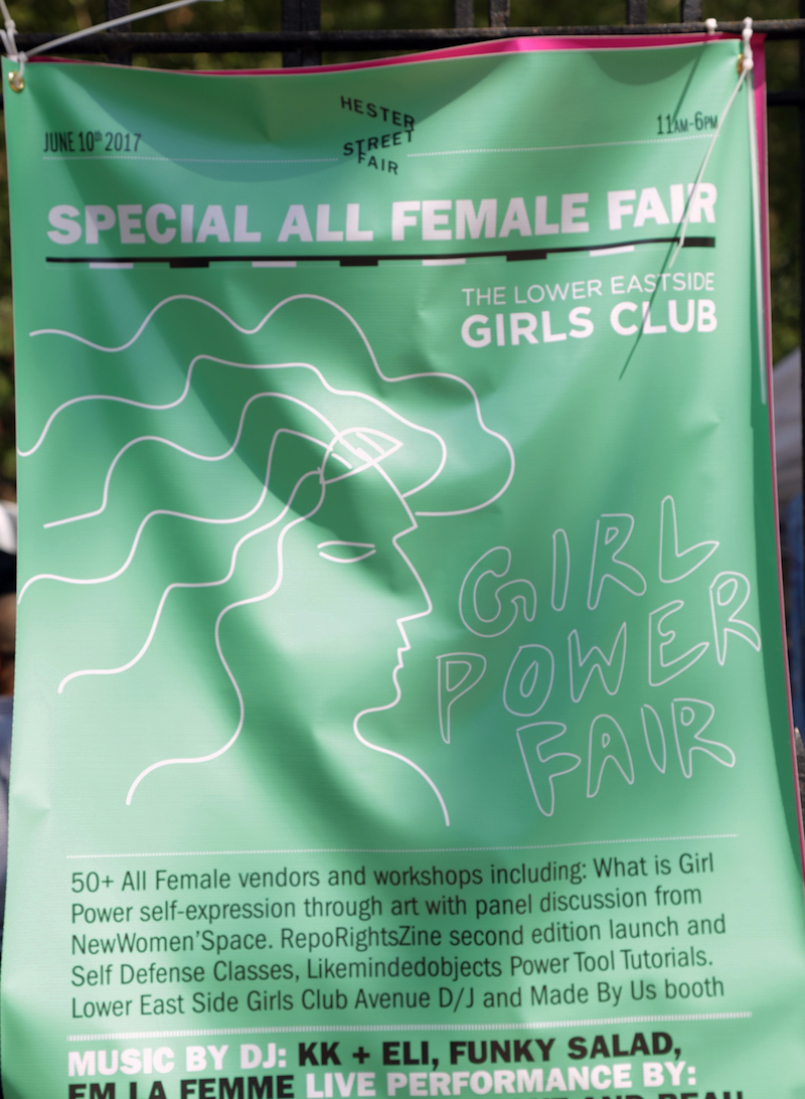 JUNE 10th 2017
HESTER
STREET
FAIR
11AM-6PM
SPECIAL ALL FEMALE FAIR
THE LOWER EASTSIDE
GIRLS CLUB
GIRL
POWER
FAIR
50+ All Female vendors and workshops including: What is Girl
Power self-expression through art with panel discussion from
NewWomen'Space. RepoRightsZine second edition launch and
Self Defense Classes, Likemindedobjects Power Tool Tutorials.
Lower East Side Girls Club Avenue D/J and Made By Us booth
MUSIC BY DJ: KK + ELI, FUNKY SALAD,
EM LA FEMME LIVE PERFORMANCE BY:
AND BEAU